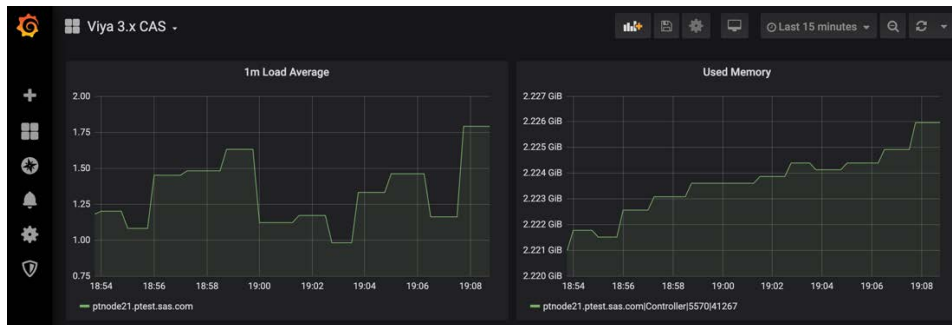 Viya 3.x CAS
Last 15 minutes
1m Load Average
2.00
1.75
1.50
1.25
1.00
0.75
18:54 18:56 18:58 19:00 19:02 19:04 19:06 19:08
ptnode21.ptest.sas.com
Used Memory
2.227 GiB
2.226 GiB
2.225 GiB
2.224 GiB
2.223 GiB
2.222 GiB
2.221 GiB
2.220 GiB
18:54 18:56 18:58 19:00 19:02 19:04 19:06 19:08
ptnode21.ptest.sas.com|Controller|5570|41267